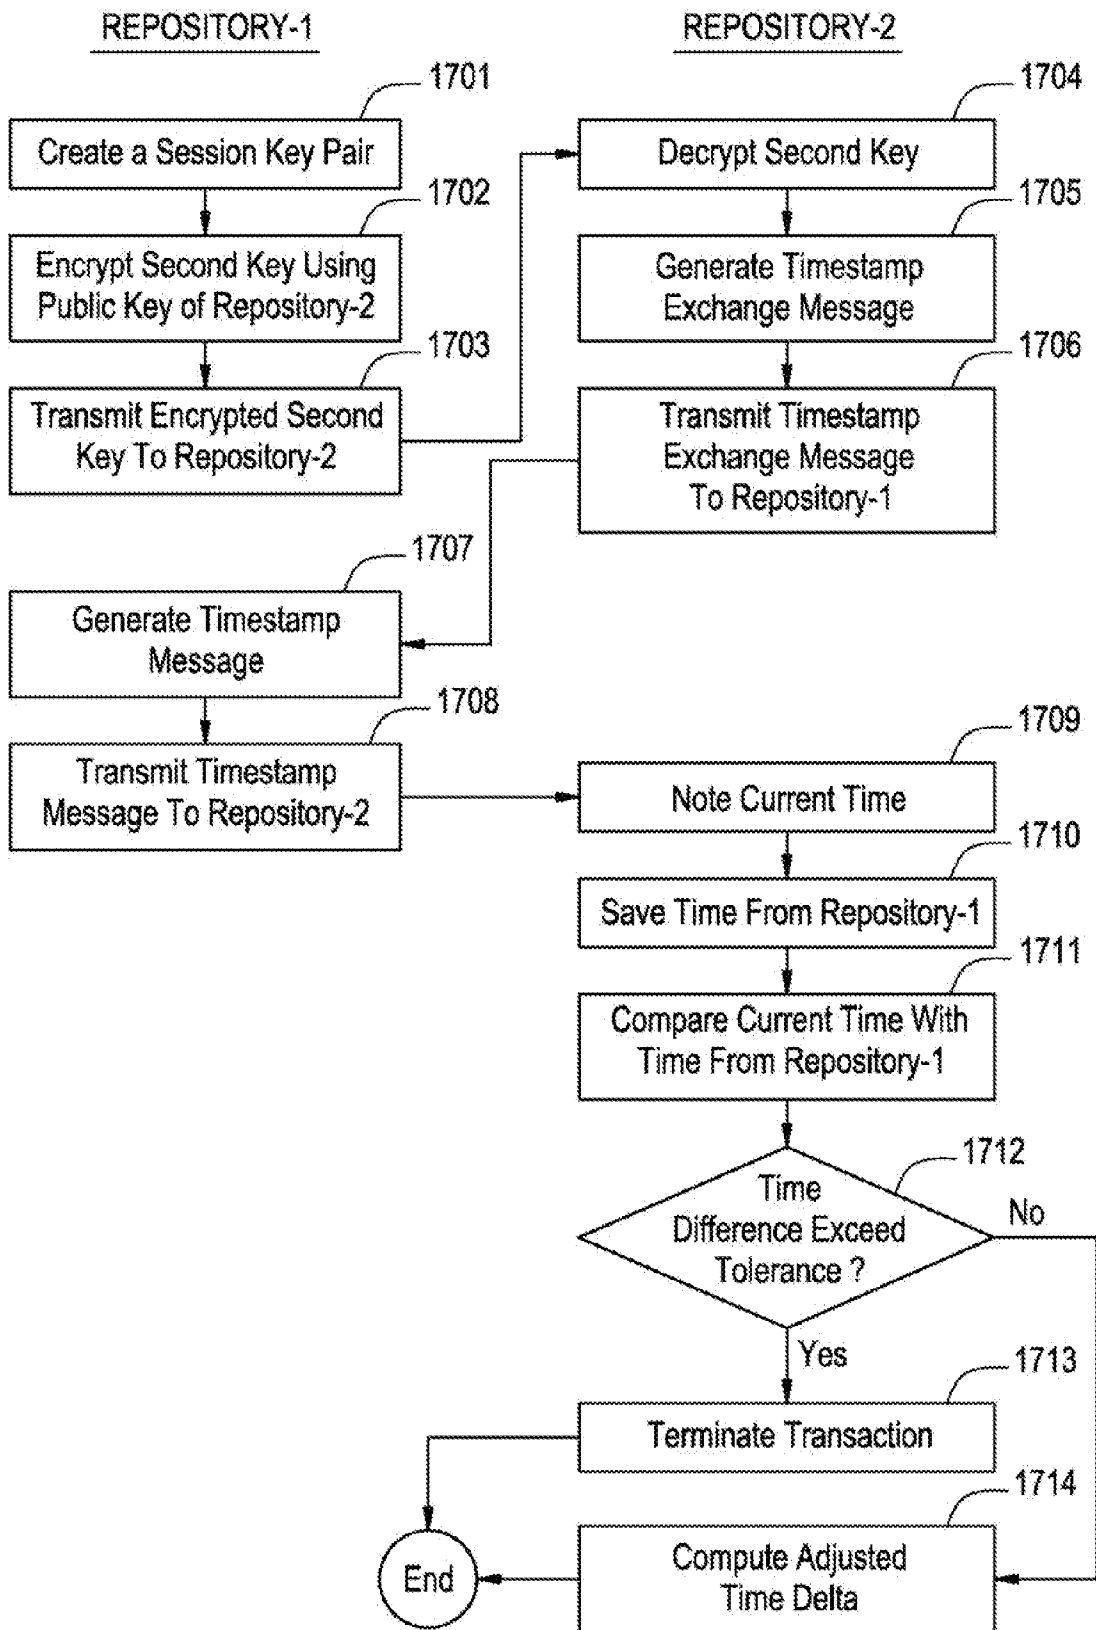 REPOSITORY-1
REPOSITORY-2
1701
Create a Session Key Pair
1702
Encrypt Second Key Using
Public Key of Repository-2
1703
Transmit Encrypted Second
Key To Repository-2
1704
Decrypt Second Key
1705
Generate Timestamp
Exchange Message
1706
Transmit Timestamp
Exchange Message
To Repository-1
1707
Generate Timestamp
Message
1708
Transmit Timestamp
Message To Repository-2
1709
Note Current Time
1710
Save Time From Repository-1
1711
Compare Current Time With
Time From Repository-1
1712
Time
Difference Exceed
Tolerance ?
No
Yes
1713
Terminate Transaction
1714
Compute Adjusted
Time Delta
End